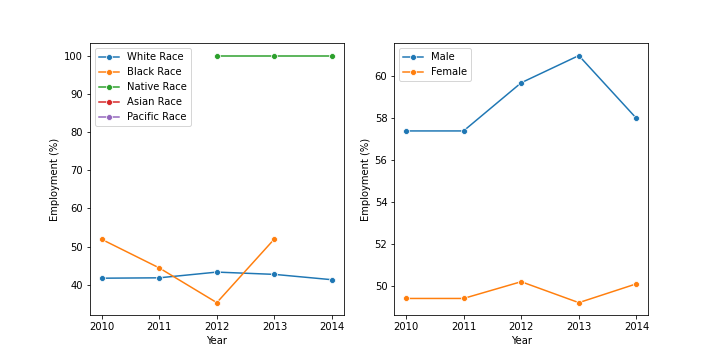 100
90
80
70
60
50
40
Employment (%)
White Race
Black Race
Native Race
Asian Race
Pacific Race
2010 2011 2012 2013 2014
Year
60
58
56
54
52
50
Employment (%)
Male
Female
2010 2011 2012 2013 2014
Year